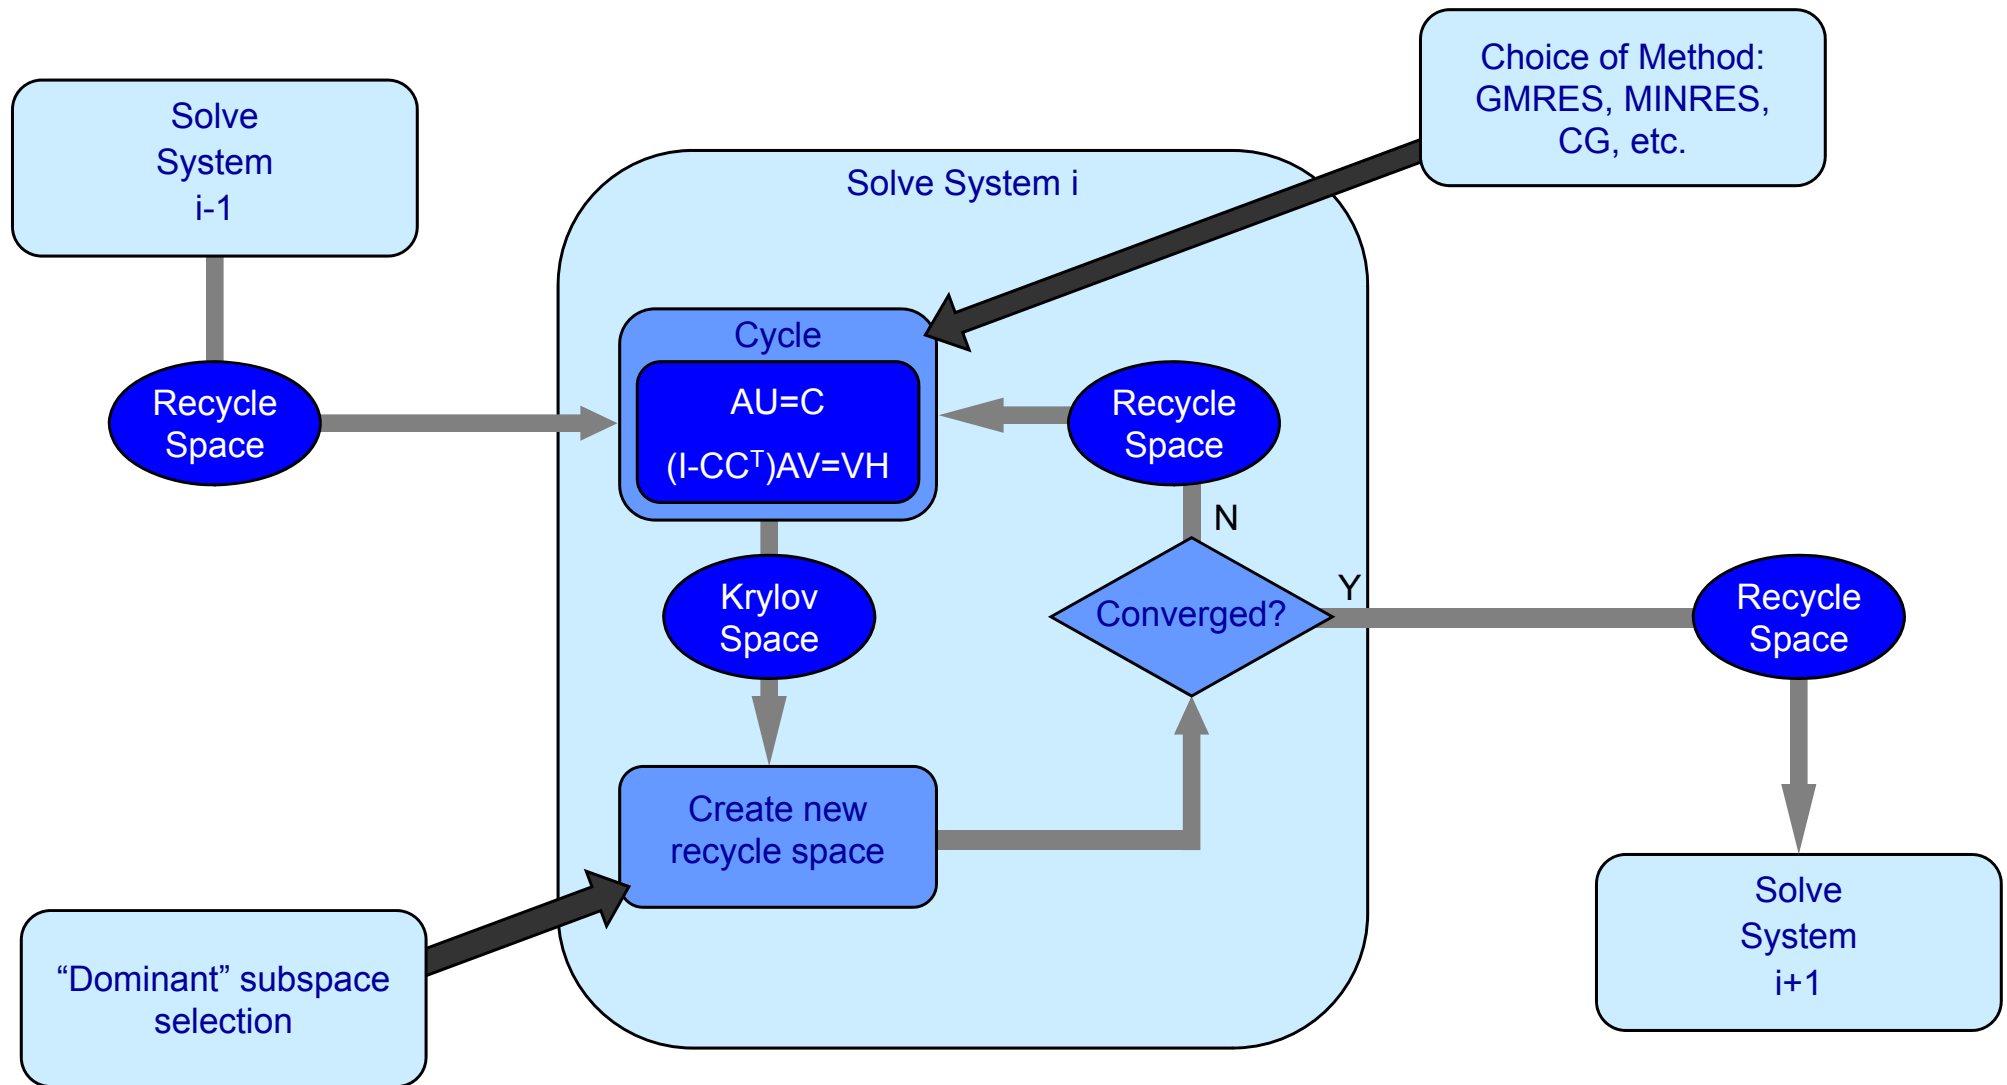 Choice of Method:
GMRES, MINRES,
CG, etc.
Solve
System
i-1
Solve System i
Cycle
AU=C
(I-CCᵀ)AV=VH
Recycle
Space
Recycle
Space
N
Krylov
Space
Converged?
Y
Recycle
Space
Create new
recycle space
“Dominant” subspace
selection
Solve
System
i+1